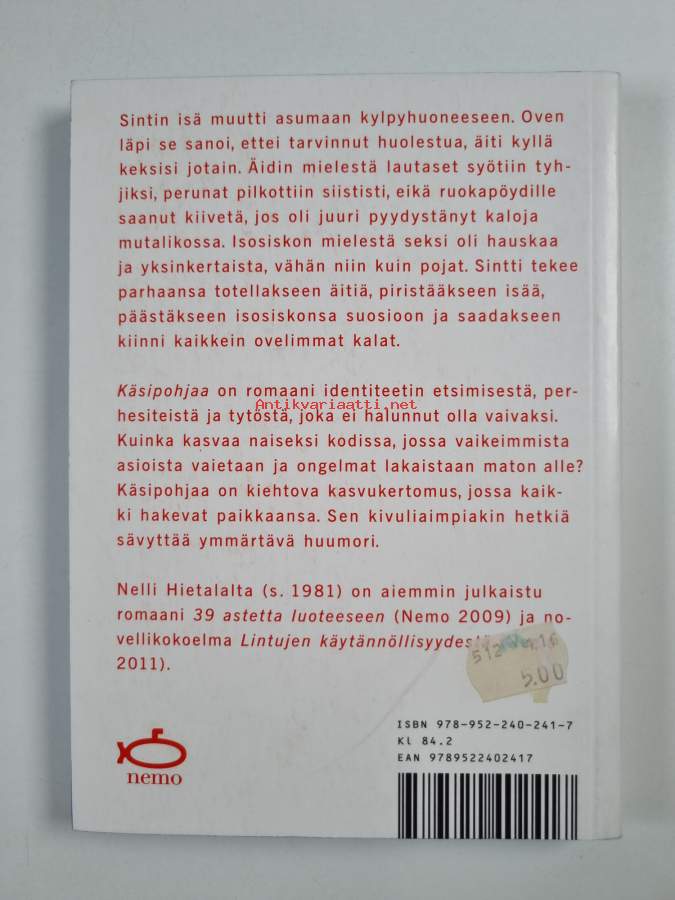 Sintin isä muutti asumaan kylpyhuoneeseen. Oven
läpi se sanoi, ettei tarvinnut huolestua, äiti kyllä
keksisi jotain. Äidin mielestä lautaset syötiin tyh-
jiksi, perunat pilkottiin siististi, eikä ruokapöydille
saanut kiivetä, jos oli juuri pyydystänyt kaloja
mutalikossa. Isosiskon mielestä seksi oli hauskaa
ja yksinkertaista, vähän niin kuin pojat. Sintti tekee
parhaansa totellakseen äitiä, piristääkseen isää,
päästäkseen isosiskonsa suosioon ja saadakseen
kiinni kaikkein ovelimmat kalat.
Käsipohjaa on romaani identiteetin etsimisestä, per-
Antikvariaatti.net
hesiteistä ja tytöstä, joka ei halunnut olla vaivaksi.
Kuinka kasvaa naiseksi kodissa, jossa vaikeimmista
asioista vaietaan ja ongelmat lakaistaan maton alle?
Käsipohjaa on kiehtova kasvukertomus, jossa kaik-
ki hakevat paikkaansa. Sen kivuliaimpiakin hetkiä
sävyttää ymmärtävä huumori.
Nelli Hietalalta (s. 1981) on aiemmin julkaistu
romaani 39 astetta luoteeseen (Nemo 2009) ja no-
vellikokoelma Lintujen käytännöllisyydestä
2011).
512
5.00
ISBN 978-952-240-241-7
Kl 84.2
EAN 9789522402417
nemo